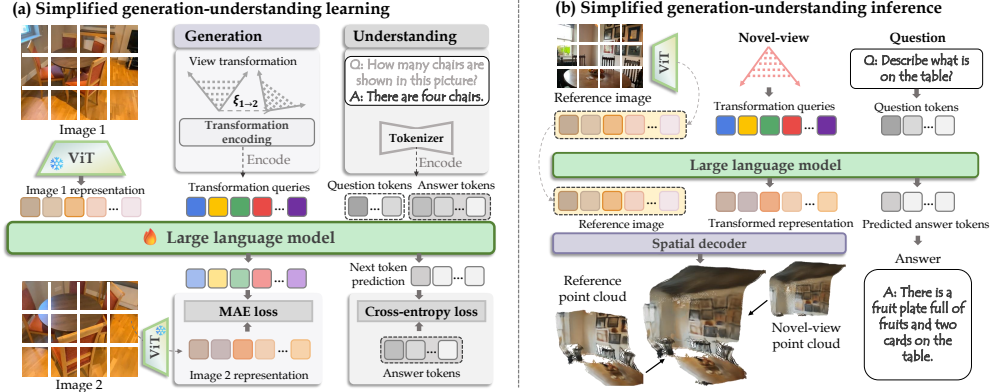 (a) Simplified generation-understanding learning
Generation
Understanding
View transformation
ξ1→2
Transformation
encoding
Encode
Q: How many chairs are
shown in this picture?
A: There are four chairs.
Tokenizer
Encode
Image 1
ViT
Image 1 representation
...
Transformation queries
...
Question tokens
Answer tokens
...
...
Large language model
...
Next token
prediction
...
MAE loss
Cross-entropy loss
ViT
...
Image 2 representation
...
Answer tokens
Image 2
(b) Simplified generation-understanding inference
ViT
Reference image
Novel-view
Question
Q: Describe what is
on the table?
Transformation queries
Question tokens
...
...
...
Large language model
...
...
...
Reference image
Transformed representation
Predicted answer tokens
Spatial decoder
Answer
Reference
point cloud
Novel-view
point cloud
A: There is a
fruit plate full of
fruits and two
cards on the
table.